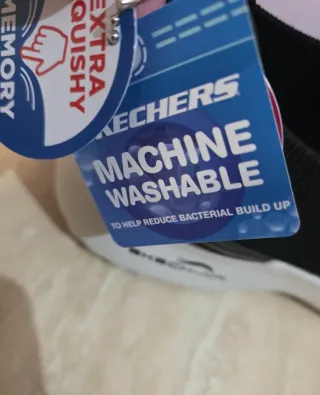 EXTRA
SQUISHY
MEMORY
SKECHERS
MACHINE
WASHABLE
TO HELP REDUCE BACTERIAL BUILD UP